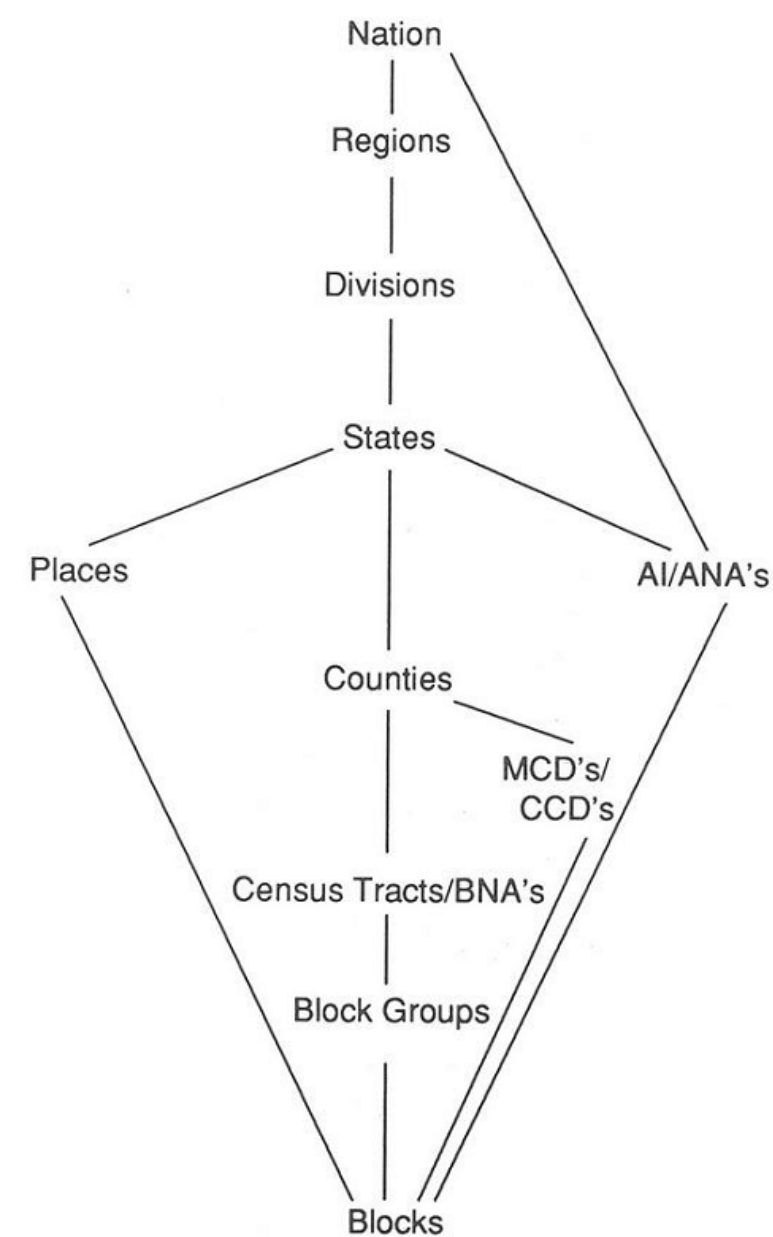 Nation
Regions
Divisions
States
Places
AI/ANA's
Counties
MCD's/
CCD's
Census Tracts/BNA's
Block Groups
Blocks